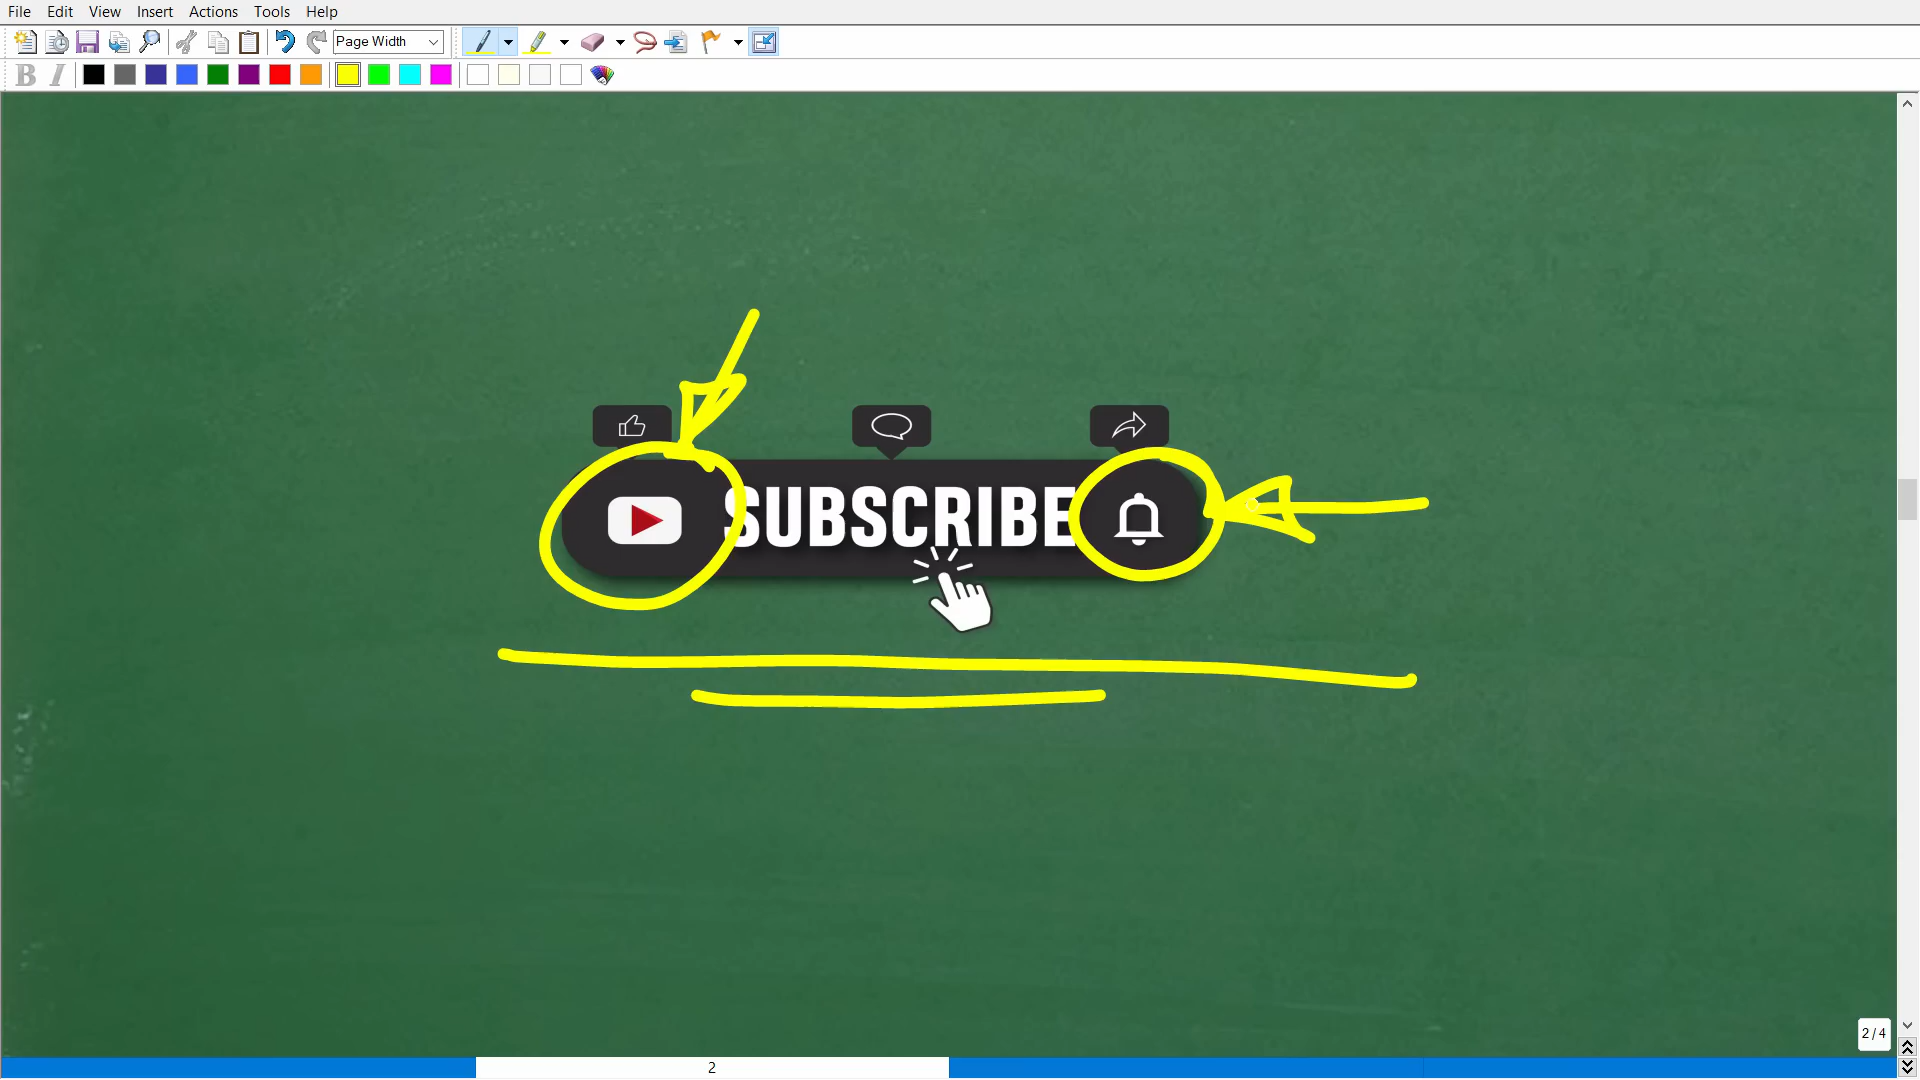 File Edit View Insert Actions Tools Help
Page Width
B I
SUBSCRIBE
2 / 4
2